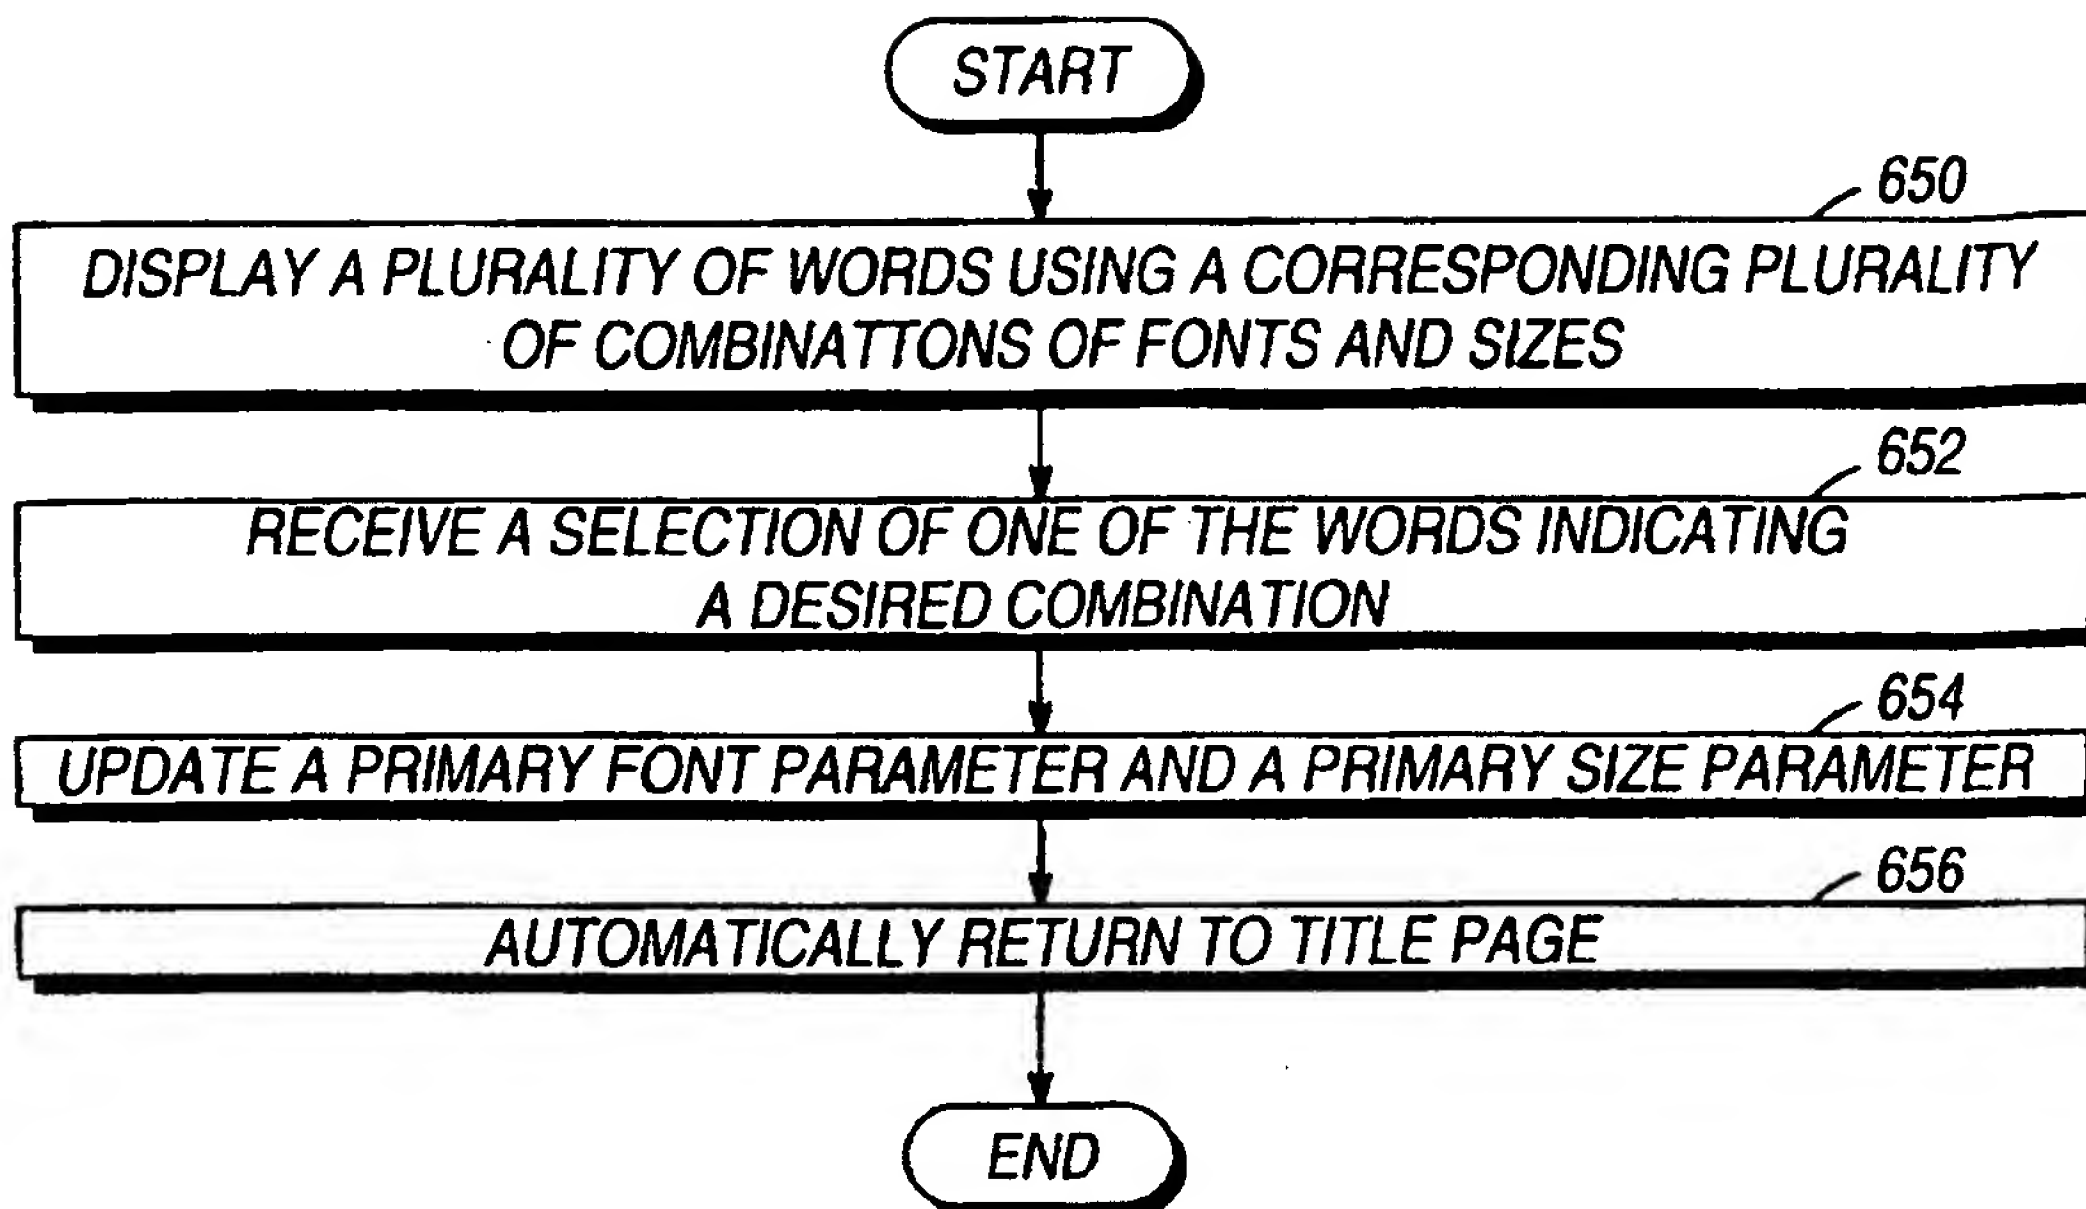 START
650
DISPLAY A PLURALITY OF WORDS USING A CORRESPONDING PLURALITY
OF COMBINATTONS OF FONTS AND SIZES
652
RECEIVE A SELECTION OF ONE OF THE WORDS INDICATING
A DESIRED COMBINATION
654
UPDATE A PRIMARY FONT PARAMETER AND A PRIMARY SIZE PARAMETER
656
AUTOMATICALLY RETURN TO TITLE PAGE
END